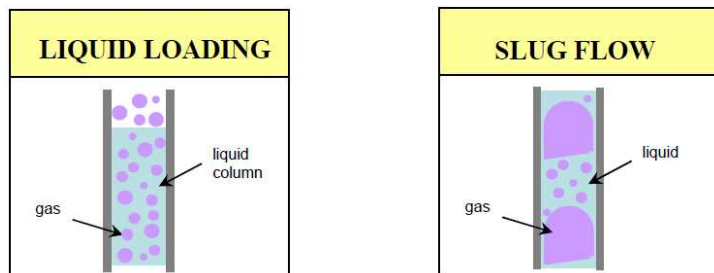 LIQUID LOADING
liquid
column
gas
SLUG FLOW
liquid
gas